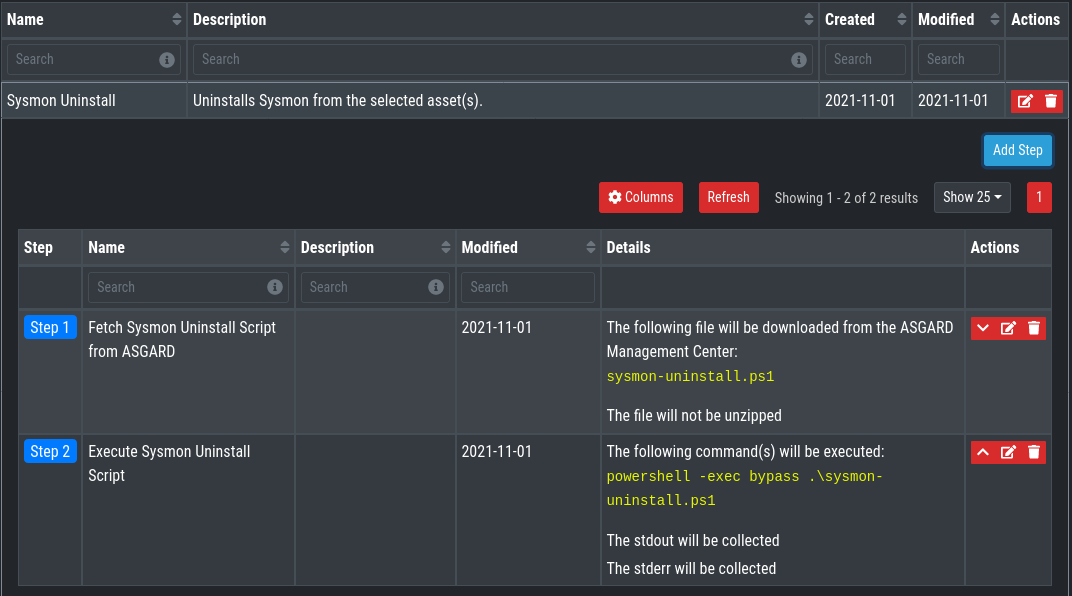 Name Description Created Modified Actions
Search Search Search Search
Sysmon Uninstall Uninstalls Sysmon from the selected asset(s). 2021-11-01 2021-11-01
Add Step
Columns Refresh Showing 1 - 2 of 2 results Show 25 1
Step Name Description Modified Details Actions
Search Search Search
Step 1 Fetch Sysmon Uninstall Script 2021-11-01 The following file will be downloaded from the ASGARD
from ASGARD Management Center:
sysmon-uninstall.ps1
The file will not be unzipped
Step 2 Execute Sysmon Uninstall 2021-11-01 The following command(s) will be executed:
Script powershell -exec bypass .\sysmon-
uninstall.ps1
The stdout will be collected
The stderr will be collected